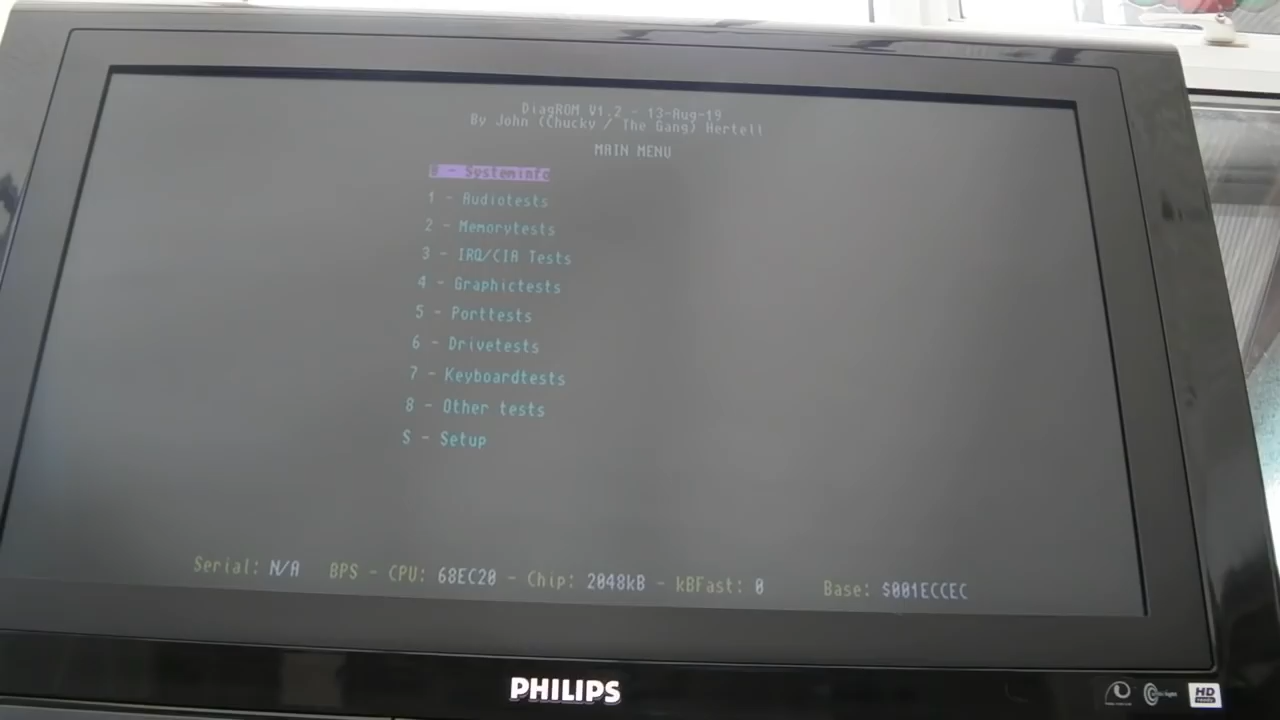 DiagROM V1.2 - 13-Aug-19
By John (Chucky / The Gang) Hertell
MAIN MENU
0 - Systeminfo
1 - Audiotests
2 - Memorytests
3 - IRQ/CIA Tests
4 - Graphictests
5 - Porttests
6 - Drivetests
7 - Keyboardtests
8 - Other tests
S - Setup
Serial: N/A BPS - CPU: 68EC20 - Chip: 2048kB - kBFast: 0 Base: $001ECCEC
PHILIPS
HD
ready